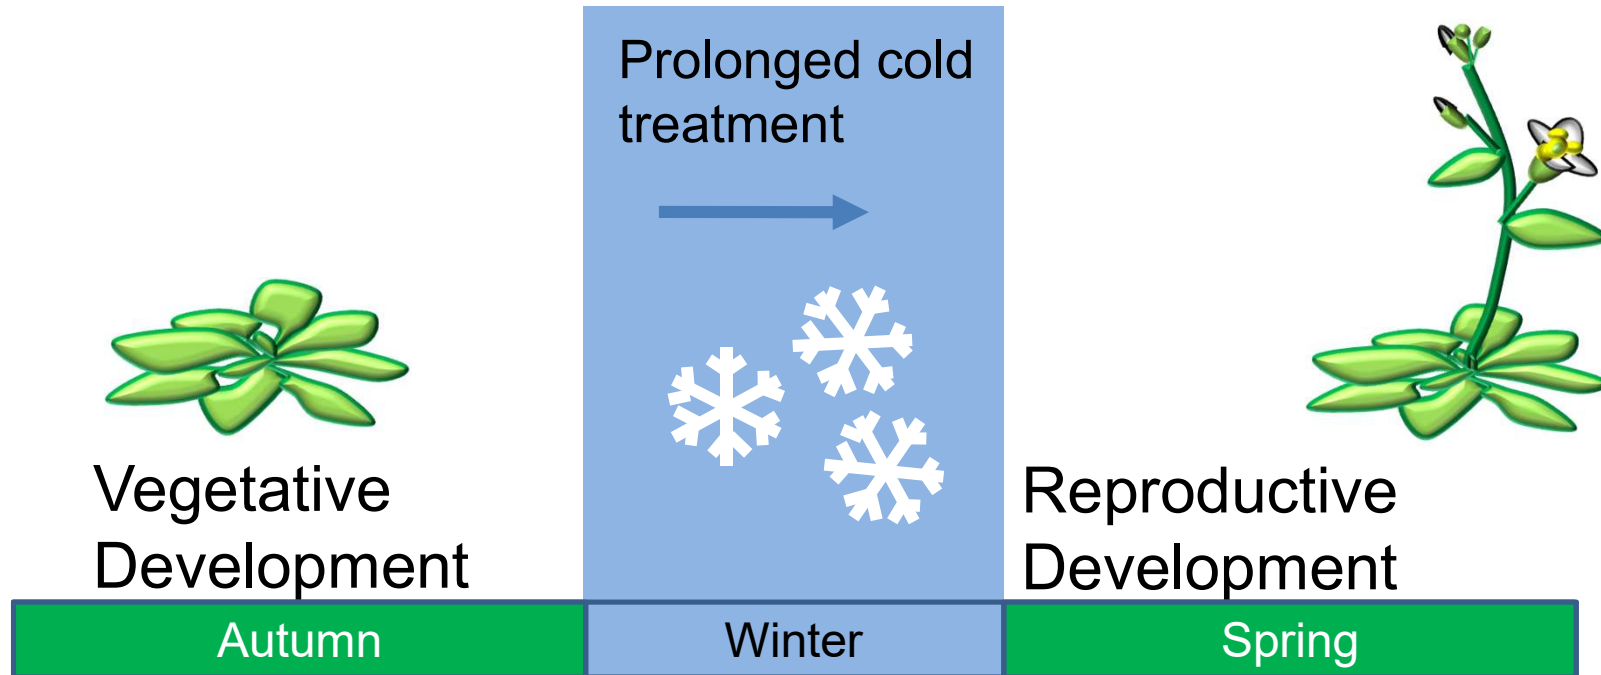 Prolonged cold
treatment
Vegetative
Development
Reproductive
Development
Autumn
Winter
Spring